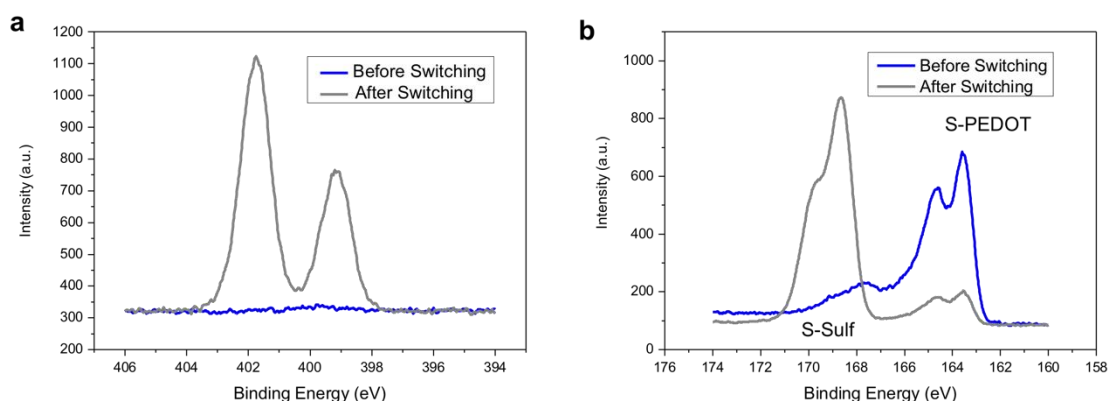 a
1200
1100
1000
900
800
700
600
500
400
300
200
Intensity (a.u.)
Before Switching
After Switching
406 404 402 400 398 396 394
Binding Energy (eV)
b
1000
800
600
400
200
0
Intensity (a.u.)
Before Switching
After Switching
S-PEDOT
S-Sulf
174 172 170 168 166 164 162 160 158
Binding Energy (eV)